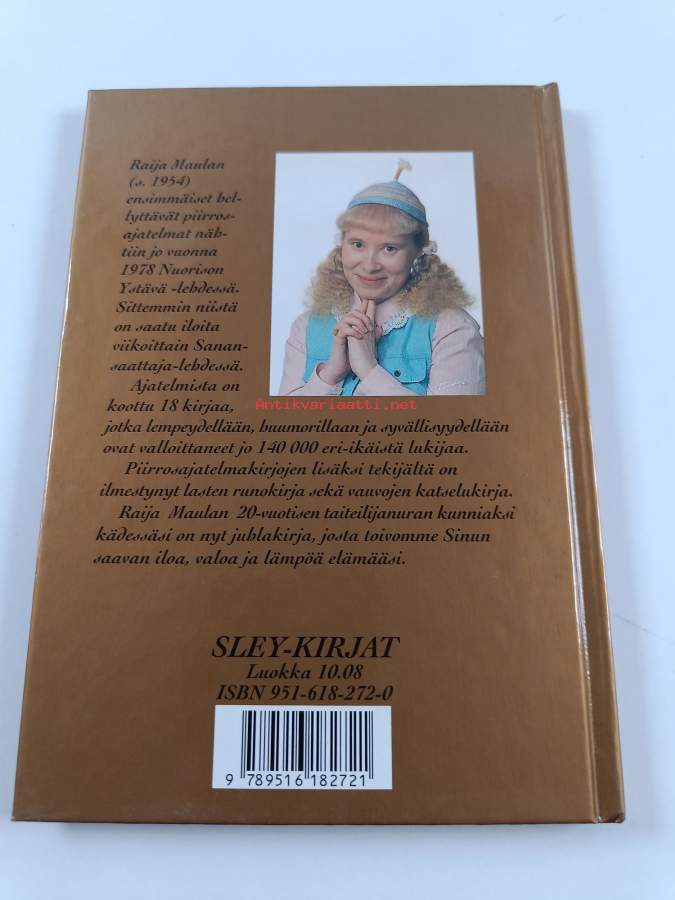 Raija Maulan
(s. 1954)
ensimmäiset hel-
lyttävät piirros-
ajatelmat näh-
tiin jo vuonna
1978 Nuorison
Ystävä -lehdessä.
Sittemmin niistä
on saatu iloita
viikoittain Sanan-
saattaja-lehdessä.
Ajatelmista on
koottu 18 kirjaa,
jotka lempeydellään, huumorillaan ja syvällisyydellään
ovat valloittaneet jo 140 000 eri-ikäistä lukijaa.
Piirrosajatelmakirjojen lisäksi tekijältä on
ilmestynyt lasten runokirja sekä vauvojen katselukirja.
Raija Maulan 20-vuotisen taiteilijanuran kunniaksi
kädessäsi on nyt juhlakirja, josta toivomme Sinun
saavan iloa, valoa ja lämpöä elämääsi.
Antikvariaatti.net
SLEY-KIRJAT
Luokka 10.08
ISBN 951-618-272-0
9 789516 182721